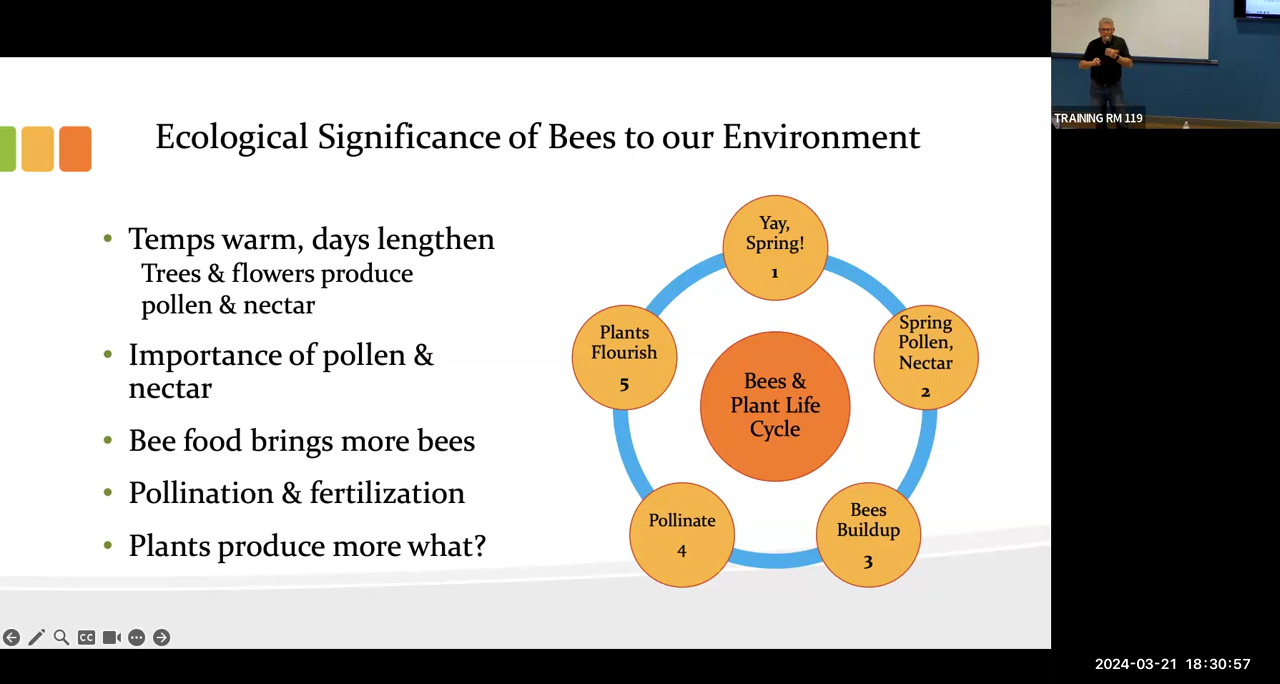 Ecological Significance of Bees to our Environment
• Temps warm, days lengthen
Trees & flowers produce
pollen & nectar
• Importance of pollen &
nectar
• Bee food brings more bees
• Pollination & fertilization
• Plants produce more what?
Yay,
Spring!
1
Spring
Pollen,
Nectar
2
Bees
Buildup
3
Pollinate
4
Plants
Flourish
5
Bees &
Plant Life
Cycle
CC
TRAINING RM 119
2024-03-21 18:30:57